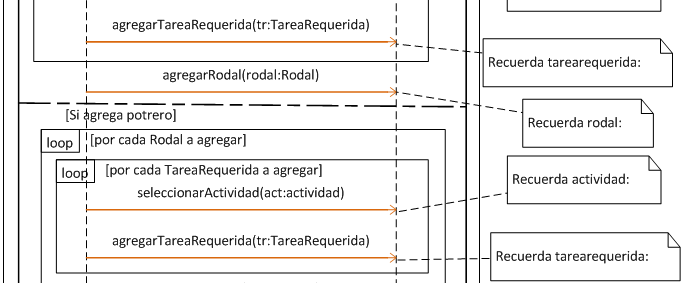 agregarTareaRequerida(tr:TareaRequerida)
Recuerda tarearequerida:
agregarRodal(rodal:Rodal)
[Si agrega potrero]
Recuerda rodal:
loop
[por cada Rodal a agregar]
loop
[por cada TareaRequerida a agregar]
Recuerda actividad:
seleccionarActividad(act:actividad)
agregarTareaRequerida(tr:TareaRequerida)
Recuerda tarearequerida: